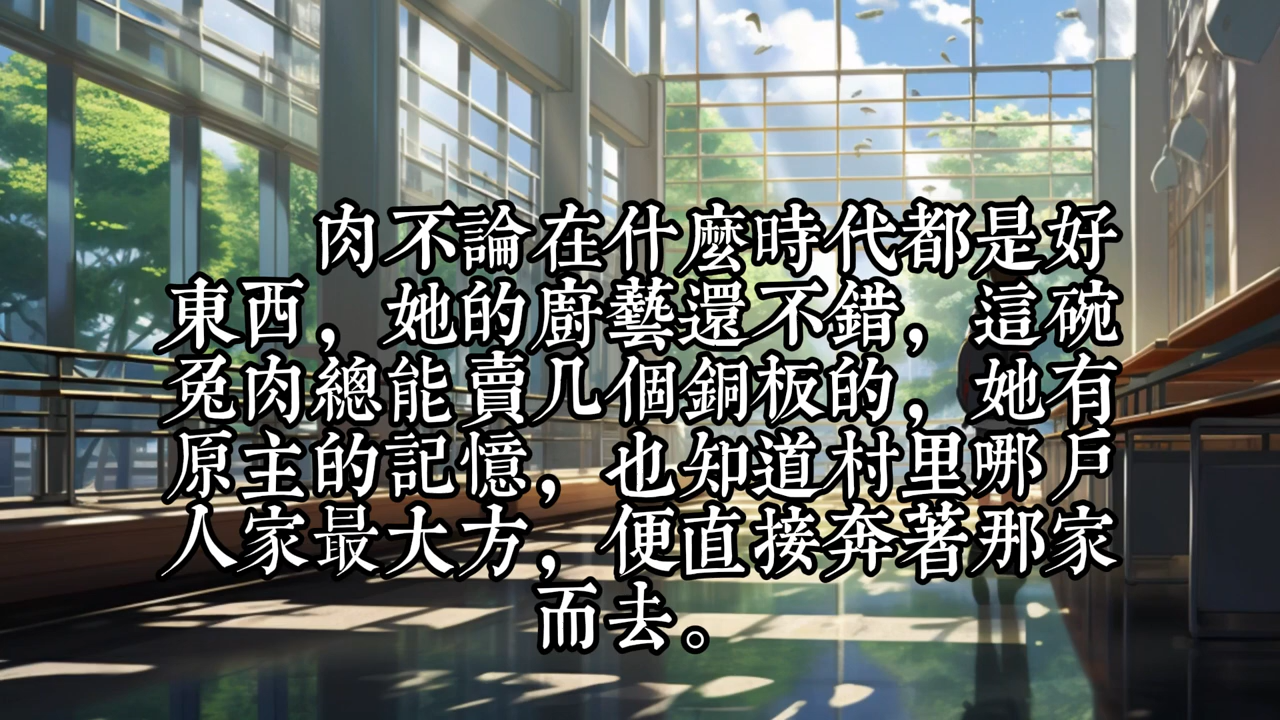 肉不論在什麼時代都是好
東西，她的廚藝還不錯，這碗
兔肉總能賣几個銅板的，她有
原主的記憶，也知道村里哪戶
人家最大方，便直接奔著那家
而去。